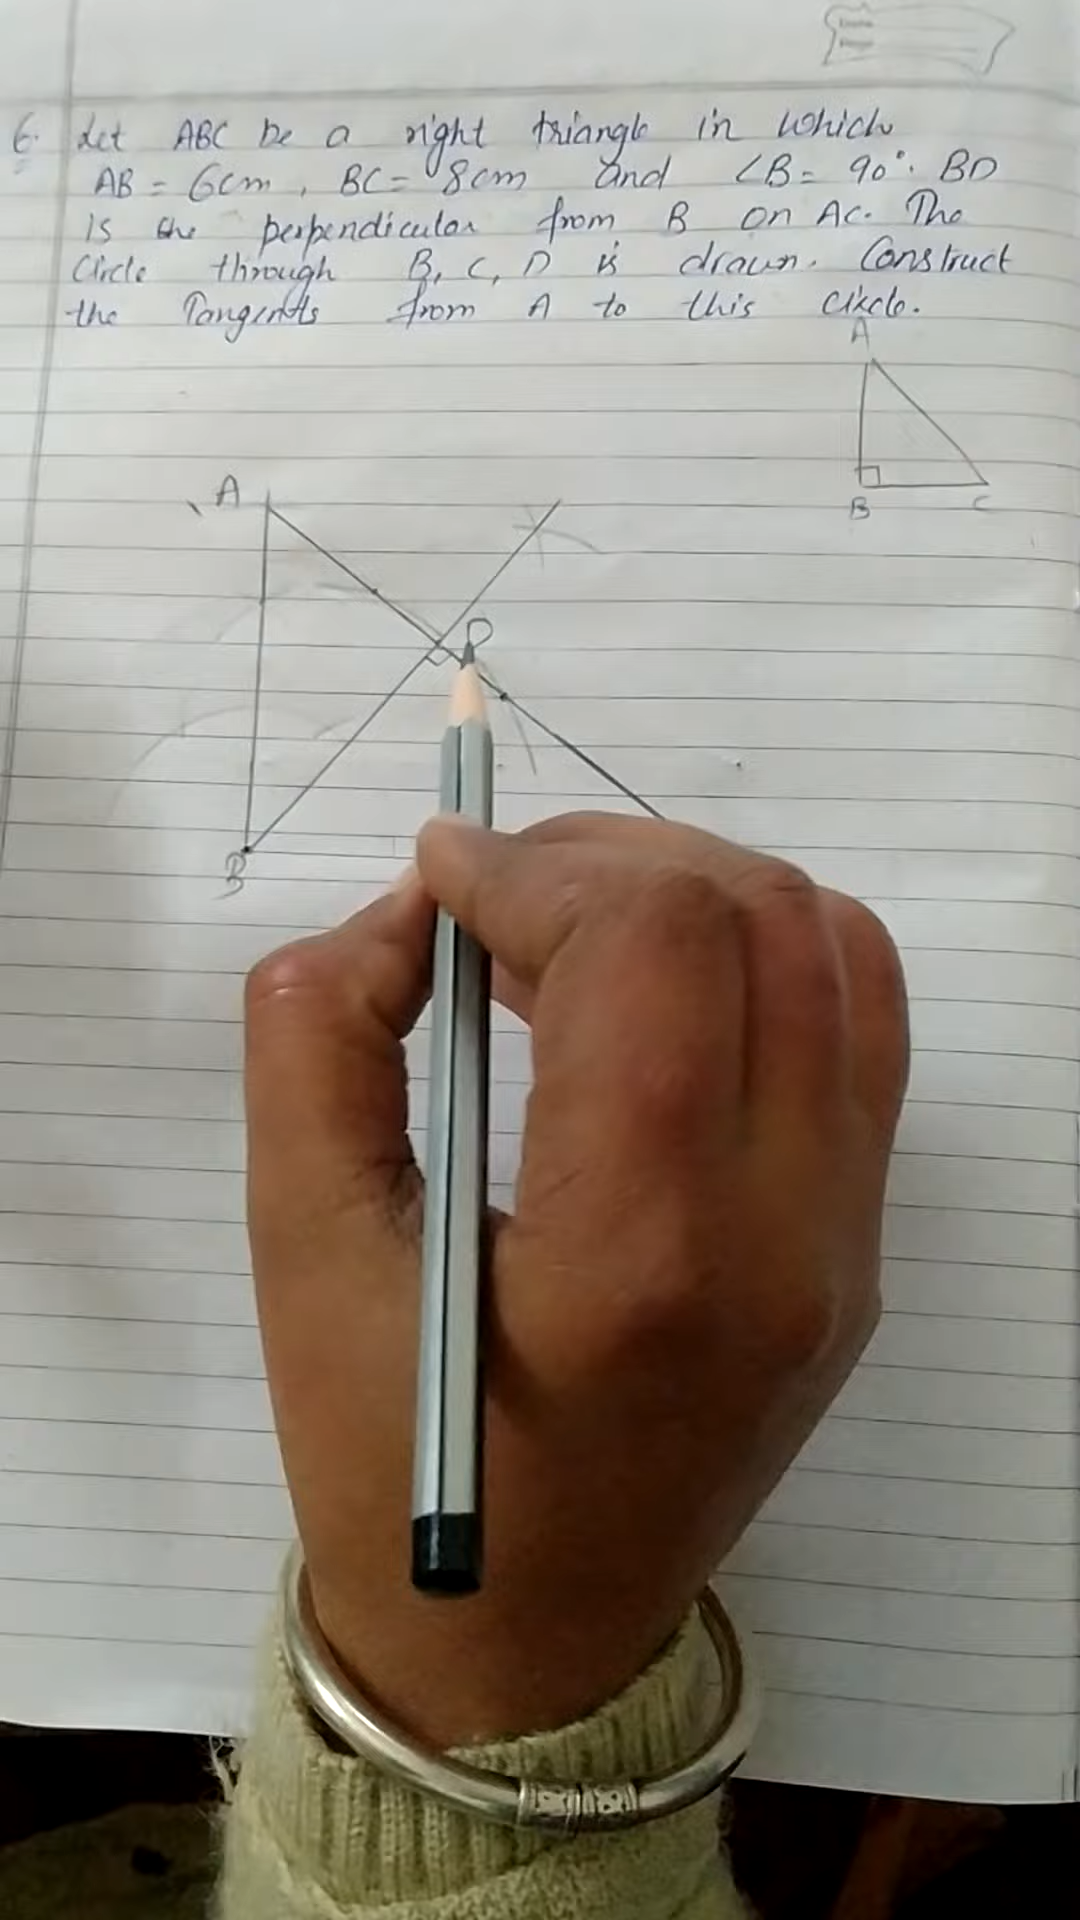 6. Let ABC be a right triangle in which
AB = 6cm, BC = 8cm and ∠B = 90°. BD
is the perpendicular from B on AC. The
Circle through B, C, D is drawn. Construct
the Tangents from A to this circle.
A
B C
A
D
B